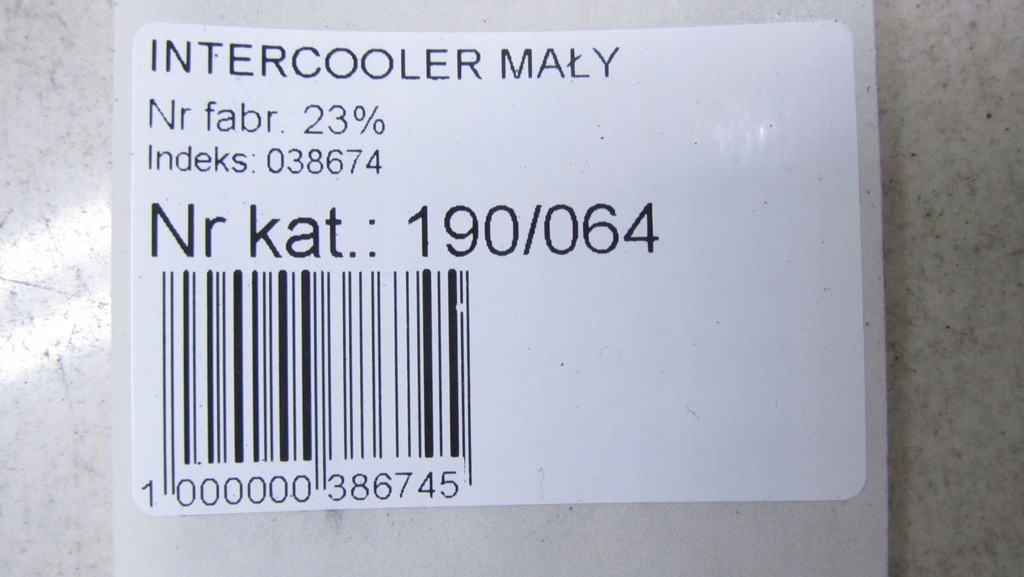 INTERCOOLER MAŁY
Nr fabr. 23%
Indeks: 038674
Nr kat.: 190/064
1 000000 386745